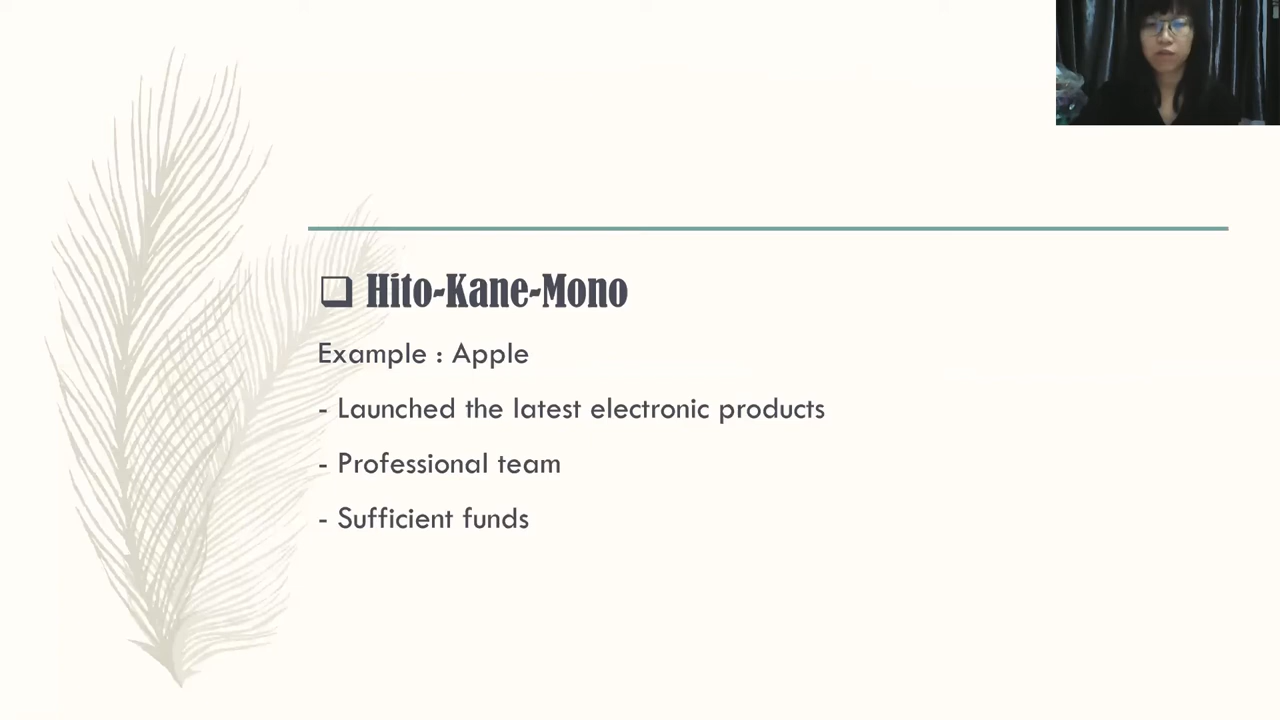 Hito-Kane-Mono
Example : Apple
- Launched the latest electronic products
- Professional team
- Sufficient funds